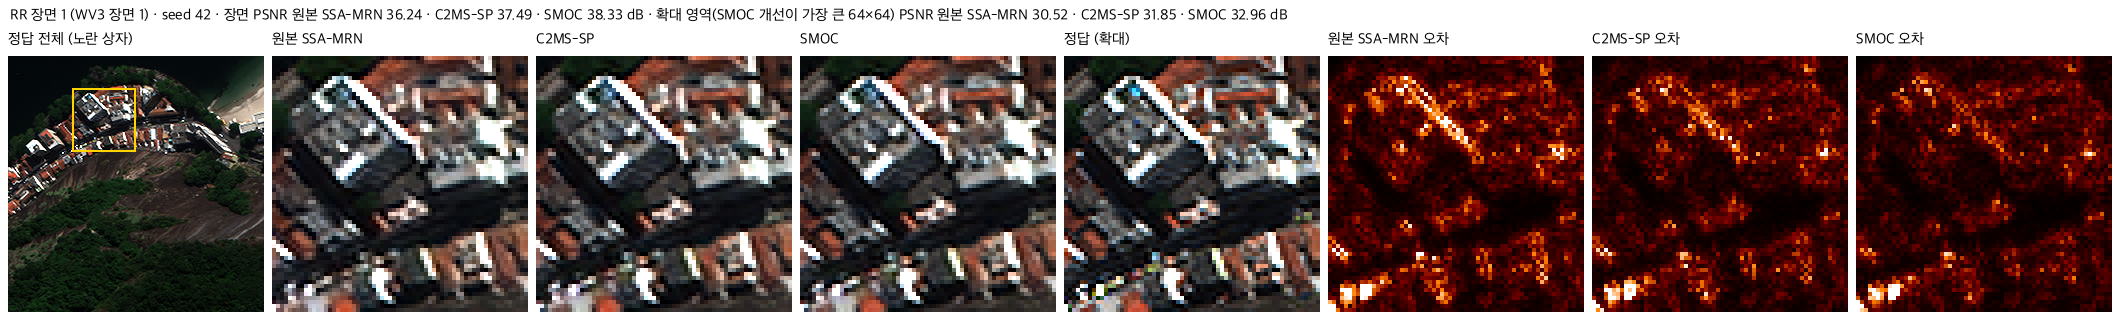 RR 장면 1 (WV3 장면 1) · seed 42 · 장면 PSNR 원본 SSA-MRN 36.24 · C2MS-SP 37.49 · SMOC 38.33 dB · 확대 영역(SMOC 개선이 가장 큰 64×64) PSNR 원본 SSA-MRN 30.52 · C2MS-SP 31.85 · SMOC 32.96 dB
정답 전체 (노란 상자)
원본 SSA-MRN
C2MS-SP
SMOC
정답 (확대)
원본 SSA-MRN 오차
C2MS-SP 오차
SMOC 오차